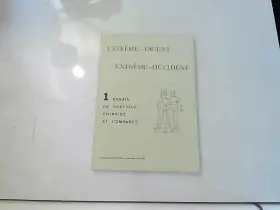 EXTRÊME-ORIENT
EXTRÊME-OCCIDENT
1 ESSAIS
DE POÉTIQUE
CHINOISE
ET COMPARÉE